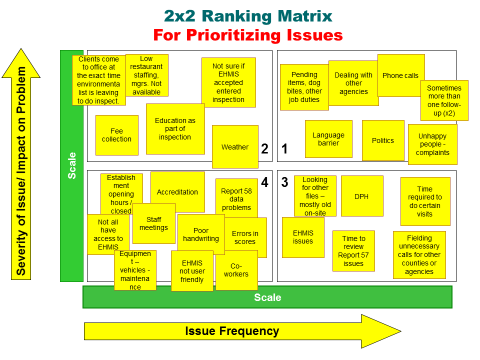 2x2 Ranking Matrix
For Prioritizing Issues
Severity of Issue/ Impact on Problem
Scale
Clients come
to office at
the exact time
environmenta
list is leaving
to do inspect.
Low
restaurant
staffing,
mgrs. Not
available
Not sure if
EHMIS
accepted
entered
inspection
Fee
collection
Education as
part of
inspection
Weather
2
Pending
items, dog
bites, other
job duties
Dealing with
other
agencies
Phone calls
Sometimes
more than
one follow-
up (x2)
Language
barrier
Politics
Unhappy
people -
complaints
1
Establish
ment
opening
hours /
closed
Accreditation
Report 58
data
problems
Not all
have
access to
EHMIS
Staff
meetings
Poor
handwriting
Errors in
scores
Equipmen
t –
vehicles -
maintena
nce
EHMIS
not user
friendly
Co-
workers
4
3
Looking
for other
files –
mostly old
on-site
DPH
Time
required to
do certain
visits
EHMIS
issues
Time to
review
Report 57
issues
Fielding
unnecessary
calls for other
counties or
agencies
Scale
Issue Frequency